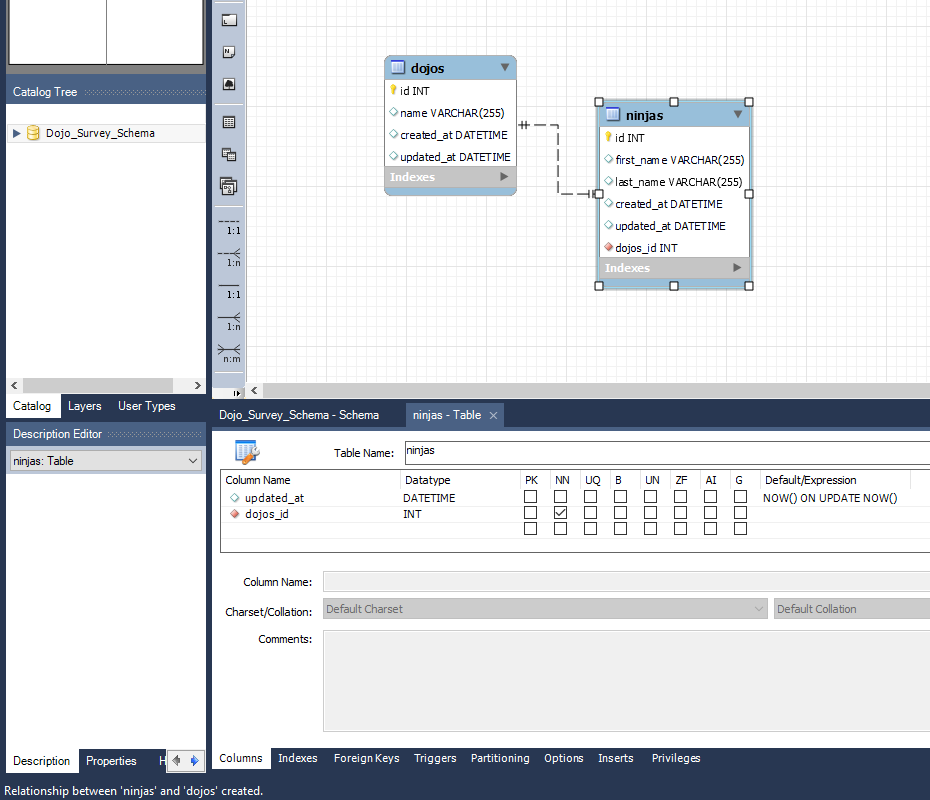 Catalog Tree
Dojo_Survey_Schema
Catalog
Layers
User Types
Description Editor
ninjas: Table
Description
Properties
H
1:1
1:n
1:1
1:n
n:m
dojos
id INT
name VARCHAR(255)
created_at DATETIME
updated_at DATETIME
Indexes
ninjas
id INT
first_name VARCHAR(255)
last_name VARCHAR(255)
created_at DATETIME
updated_at DATETIME
dojos_id INT
Indexes
Dojo_Survey_Schema - Schema
ninjas - Table
Table Name: ninjas
Column Name Datatype PK NN UQ B UN ZF AI G Default/Expression
updated_at DATETIME NOW() ON UPDATE NOW()
dojos_id INT
Column Name:
Charset/Collation: Default Charset Default Collation
Comments:
Columns Indexes Foreign Keys Triggers Partitioning Options Inserts Privileges
Relationship between 'ninjas' and 'dojos' created.